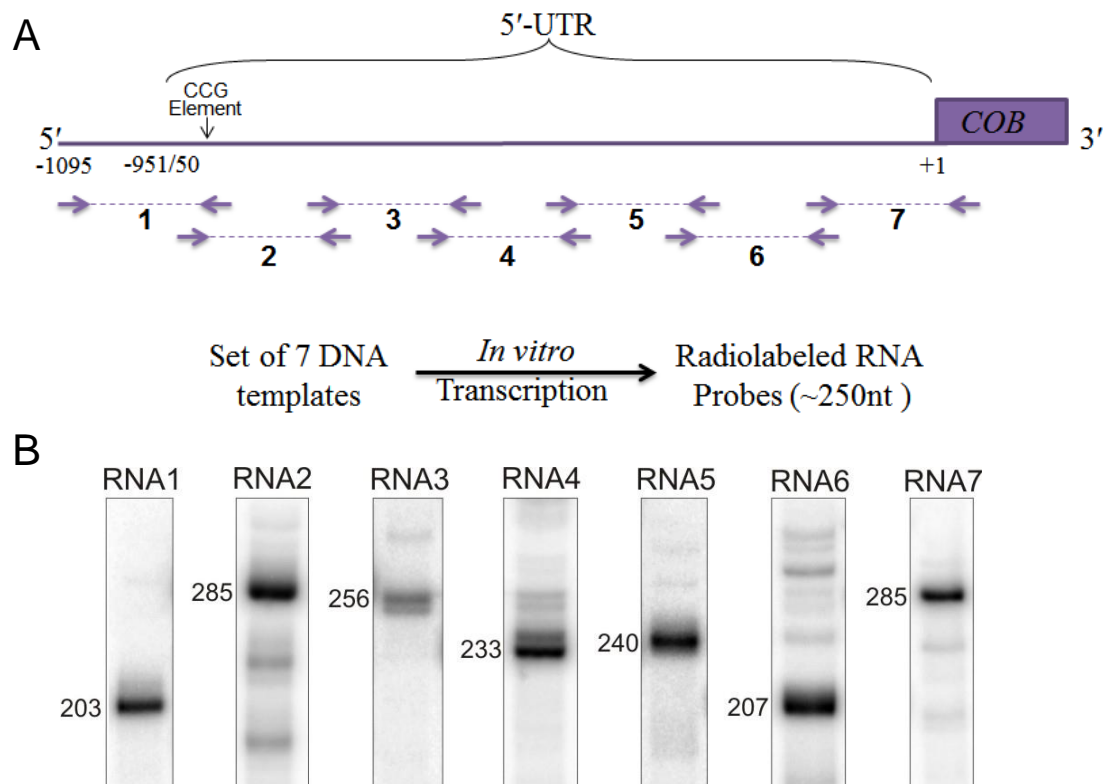 A
5′-UTR
CCG
Element
COB
5′
3′
-1095
-951/50
+1
1
3
5
7
2
4
6
Set of 7 DNA
templates
In vitro
Transcription
Radiolabeled RNA
Probes (~250nt )
B
RNA1
RNA2
RNA3
RNA4
RNA5
RNA6
RNA7
285
256
285
233
240
203
207